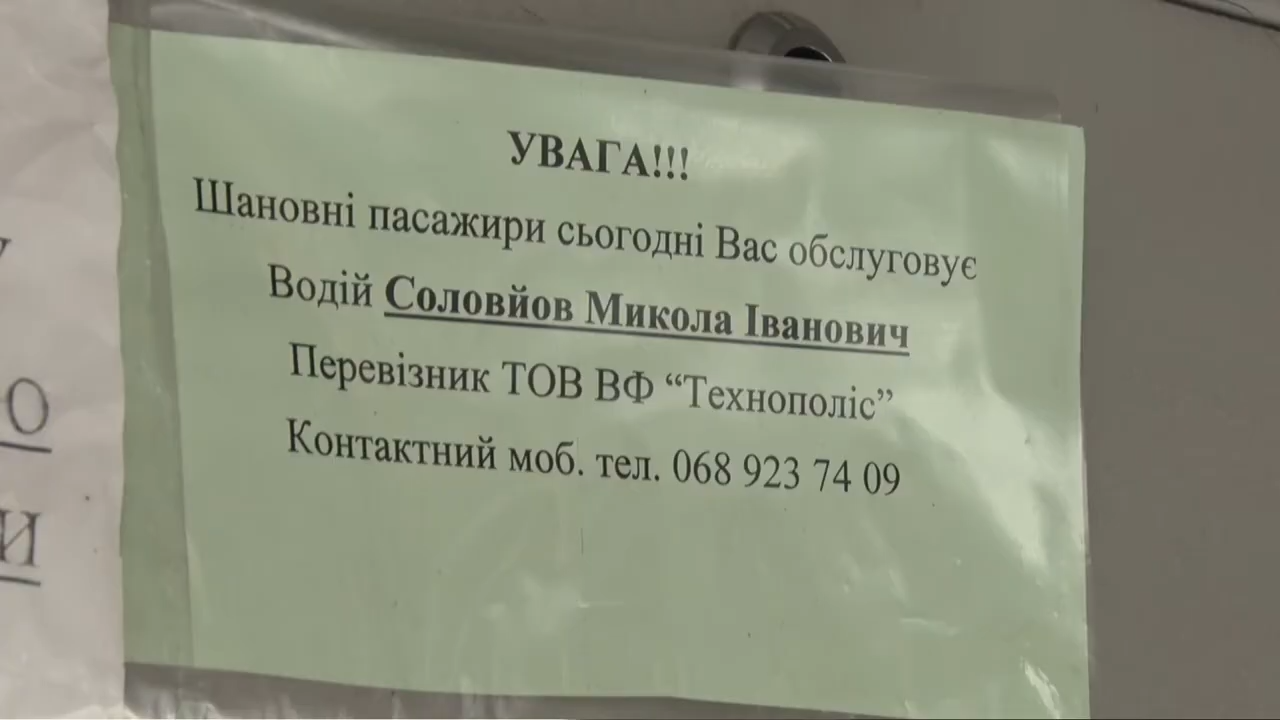 УВАГА!!!
Шановні пасажири сьогодні Вас обслуговує
Водій Соловйов Микола Іванович
Перевізник ТОВ ВФ “Технополіс”
Контактний моб. тел. 068 923 74 09
О
И